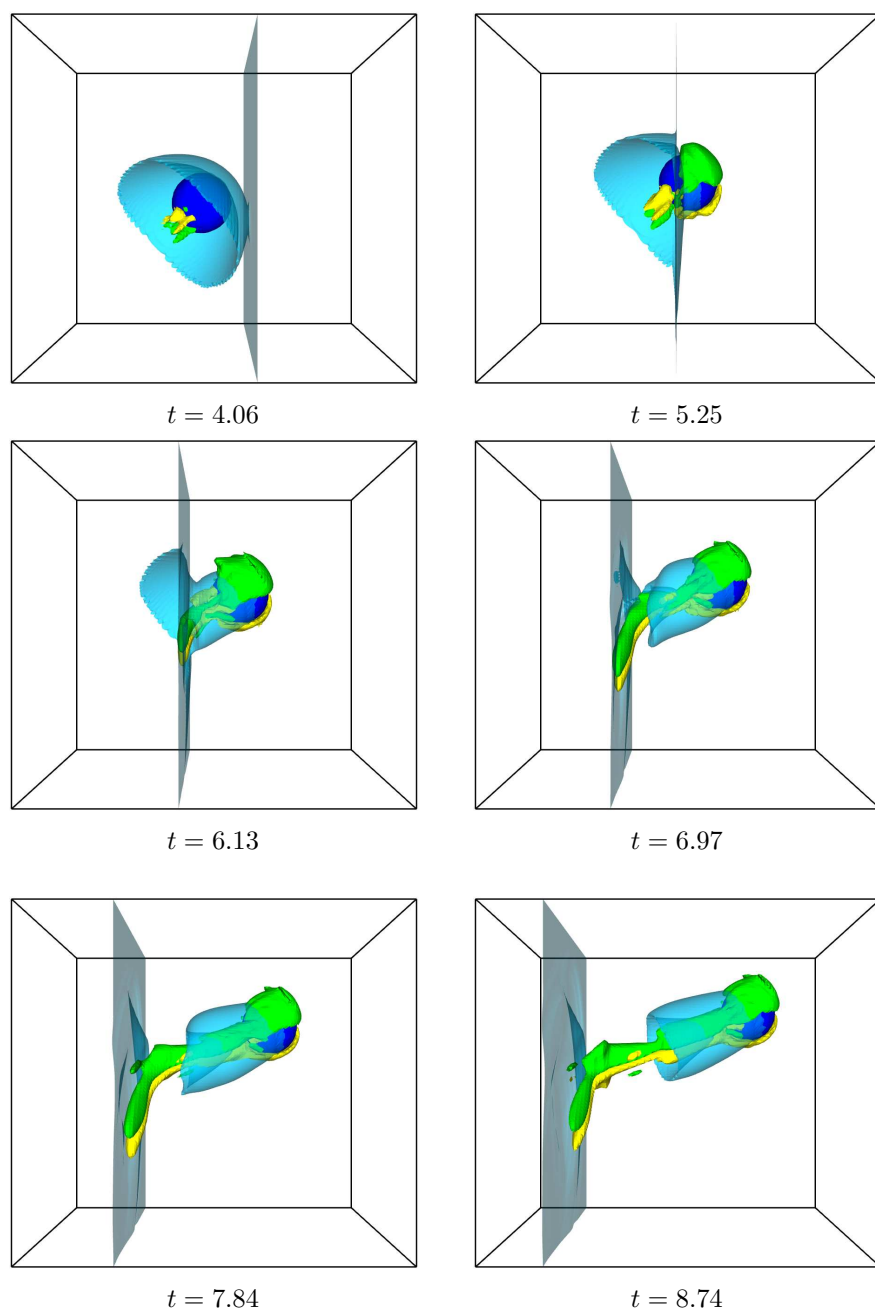 t = 4.06
t = 5.25
t = 6.13
t = 6.97
t = 7.84
t = 8.74